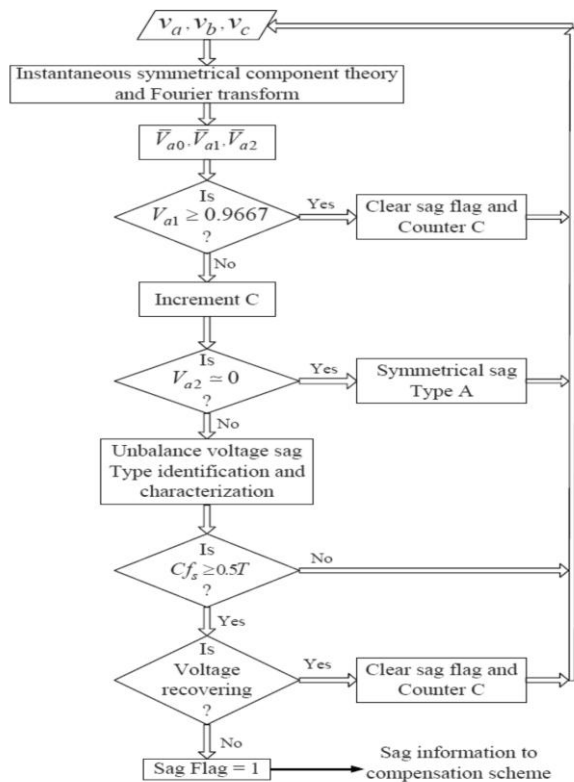 v_a, v_b, v_c
Instantaneous symmetrical component theory
and Fourier transform
V̅_a0, V̅_a1, V̅_a2
Is
V_a1 ≥ 0.9667
?
Yes
Clear sag flag and
Counter C
No
Increment C
Is
V_a2 ≃ 0
?
Yes
Symmetrical sag
Type A
No
Unbalance voltage sag
Type identification and
characterization
Is
Cf_s ≥ 0.5T
?
No
Yes
Is
Voltage
recovering
?
Yes
Clear sag flag and
Counter C
No
Sag Flag = 1
Sag information to
compensation scheme